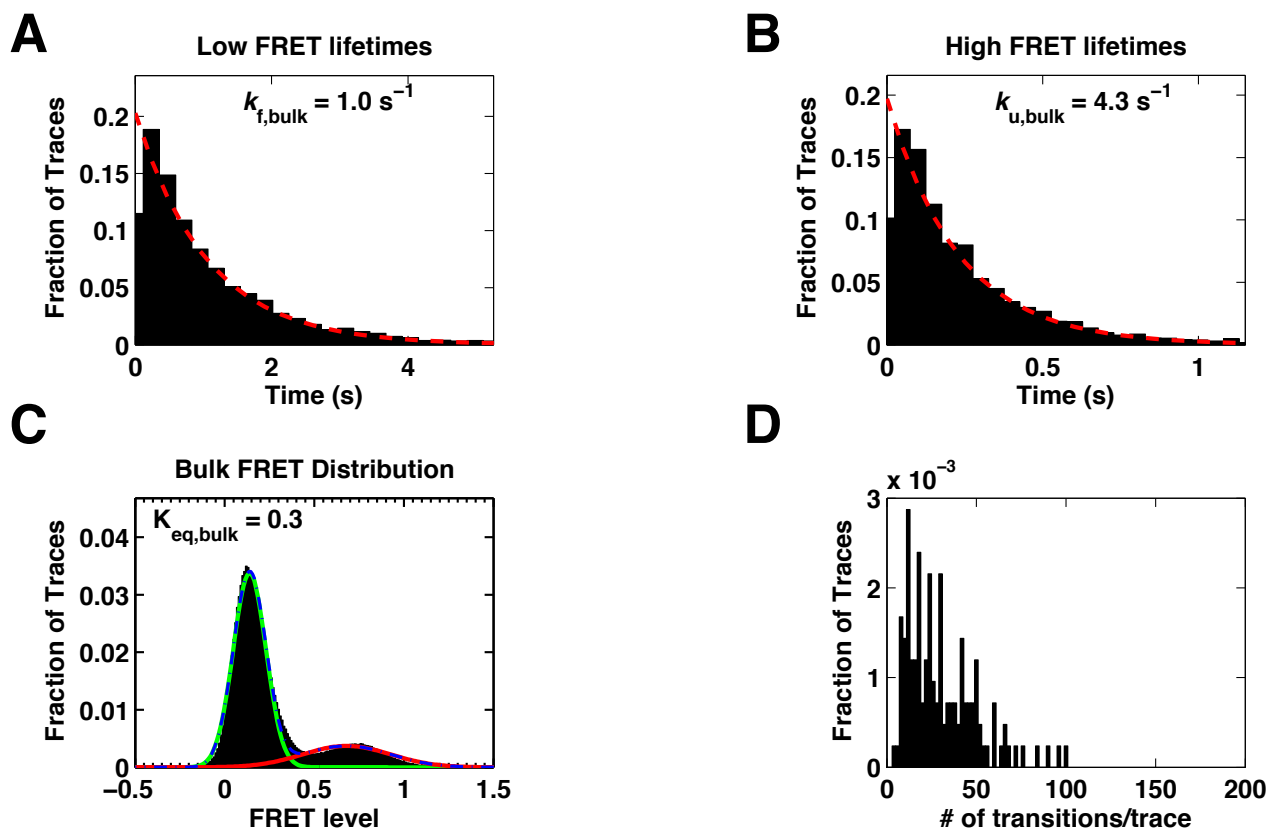 A
Low FRET lifetimes
k_f,bulk = 1.0 s⁻¹
Fraction of Traces
0.2
0.15
0.1
0.05
0
0 2 4
Time (s)
B
High FRET lifetimes
k_u,bulk = 4.3 s⁻¹
Fraction of Traces
0.2
0.15
0.1
0.05
0
0 0.5 1
Time (s)
C
Bulk FRET Distribution
K_eq,bulk = 0.3
Fraction of Traces
0.04
0.03
0.02
0.01
0
−0.5 0 0.5 1 1.5
FRET level
D
x 10⁻³
Fraction of Traces
3
2
1
0
0 50 100 150 200
# of transitions/trace